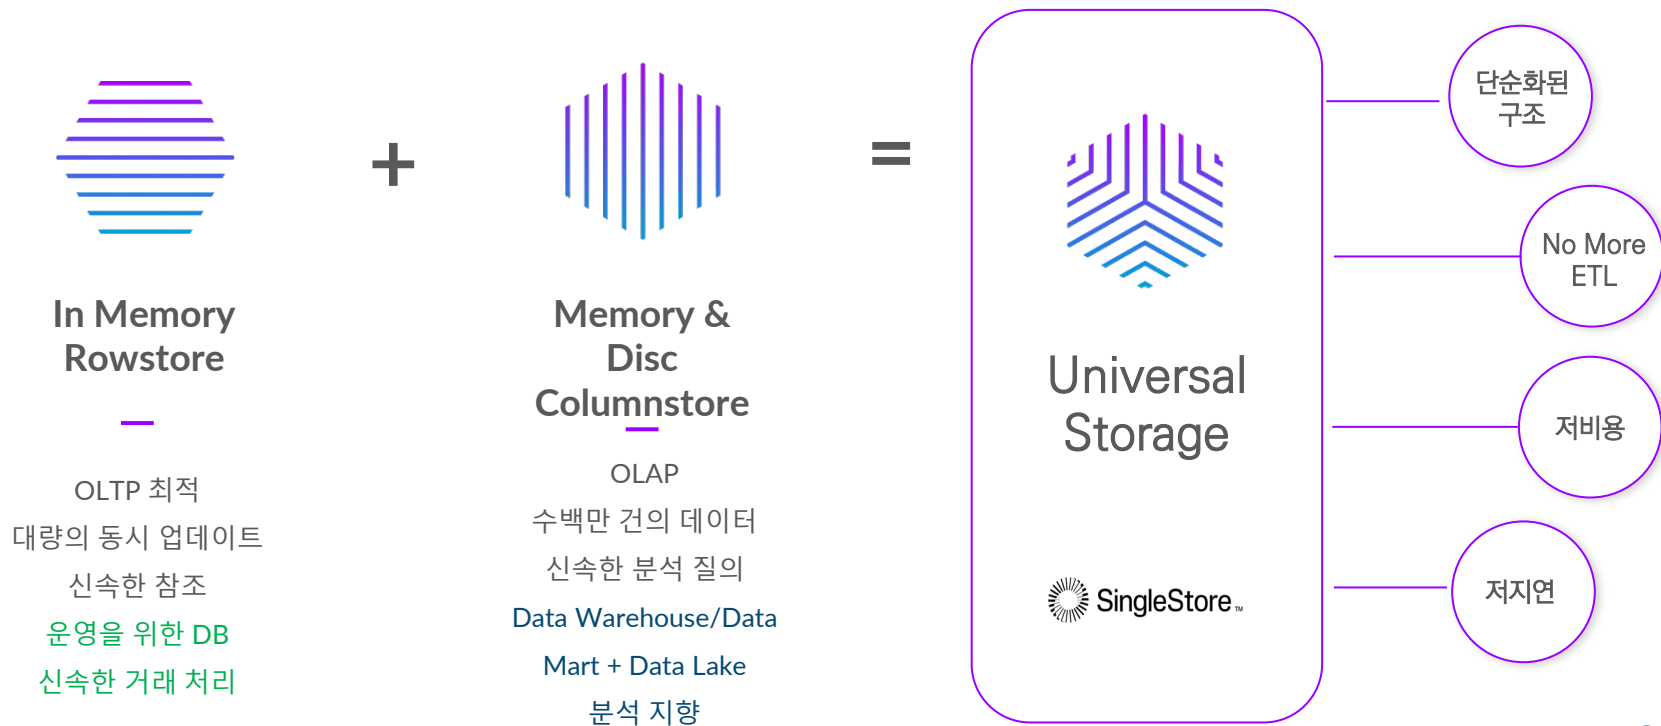 In Memory
Rowstore
OLTP 최적
대량의 동시 업데이트
신속한 참조
운영을 위한 DB
신속한 거래 처리
+
Memory &
Disc
Columnstore
OLAP
수백만 건의 데이터
신속한 분석 질의
Data Warehouse/Data
Mart + Data Lake
분석 지향
=
Universal
Storage
SingleStore™
단순화된
구조
No More
ETL
저비용
저지연